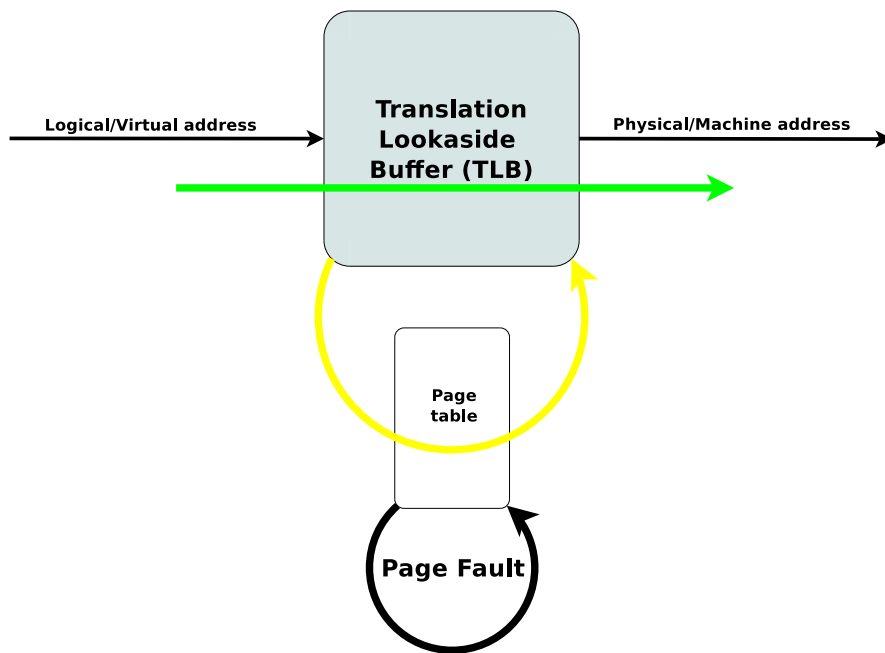 Logical/Virtual address
Translation
Lookaside
Buffer (TLB)
Physical/Machine address
Page
table
Page Fault